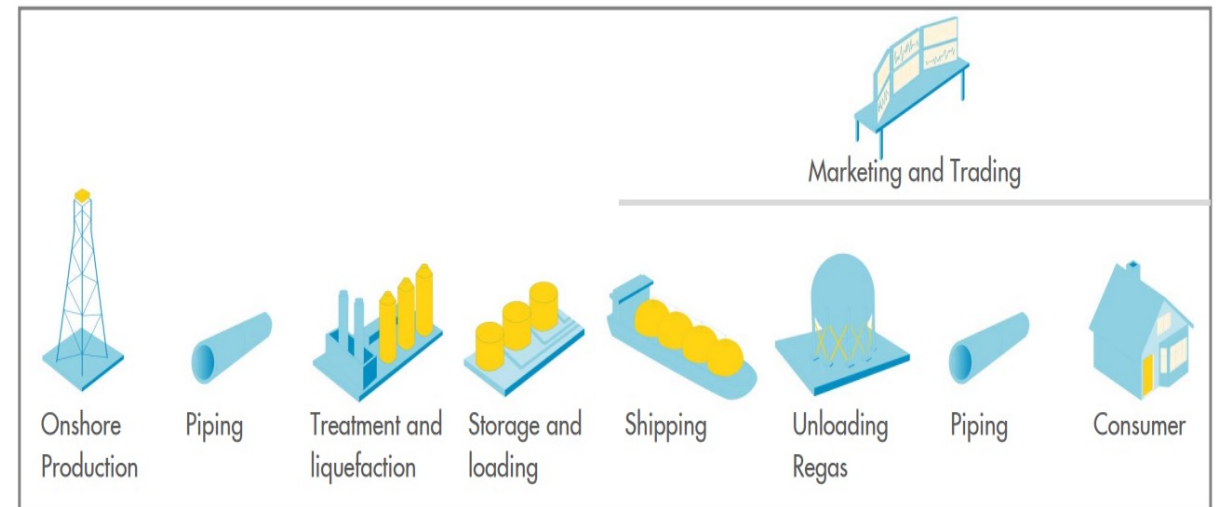 Marketing and Trading
Onshore
Production
Piping
Treatment and
liquefaction
Storage and
loading
Shipping
Unloading
Regas
Piping
Consumer